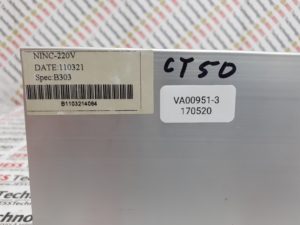 NINC-220V
DATE:110321
Spec:B303
B1103214064
CT50
VA00951-3
170520